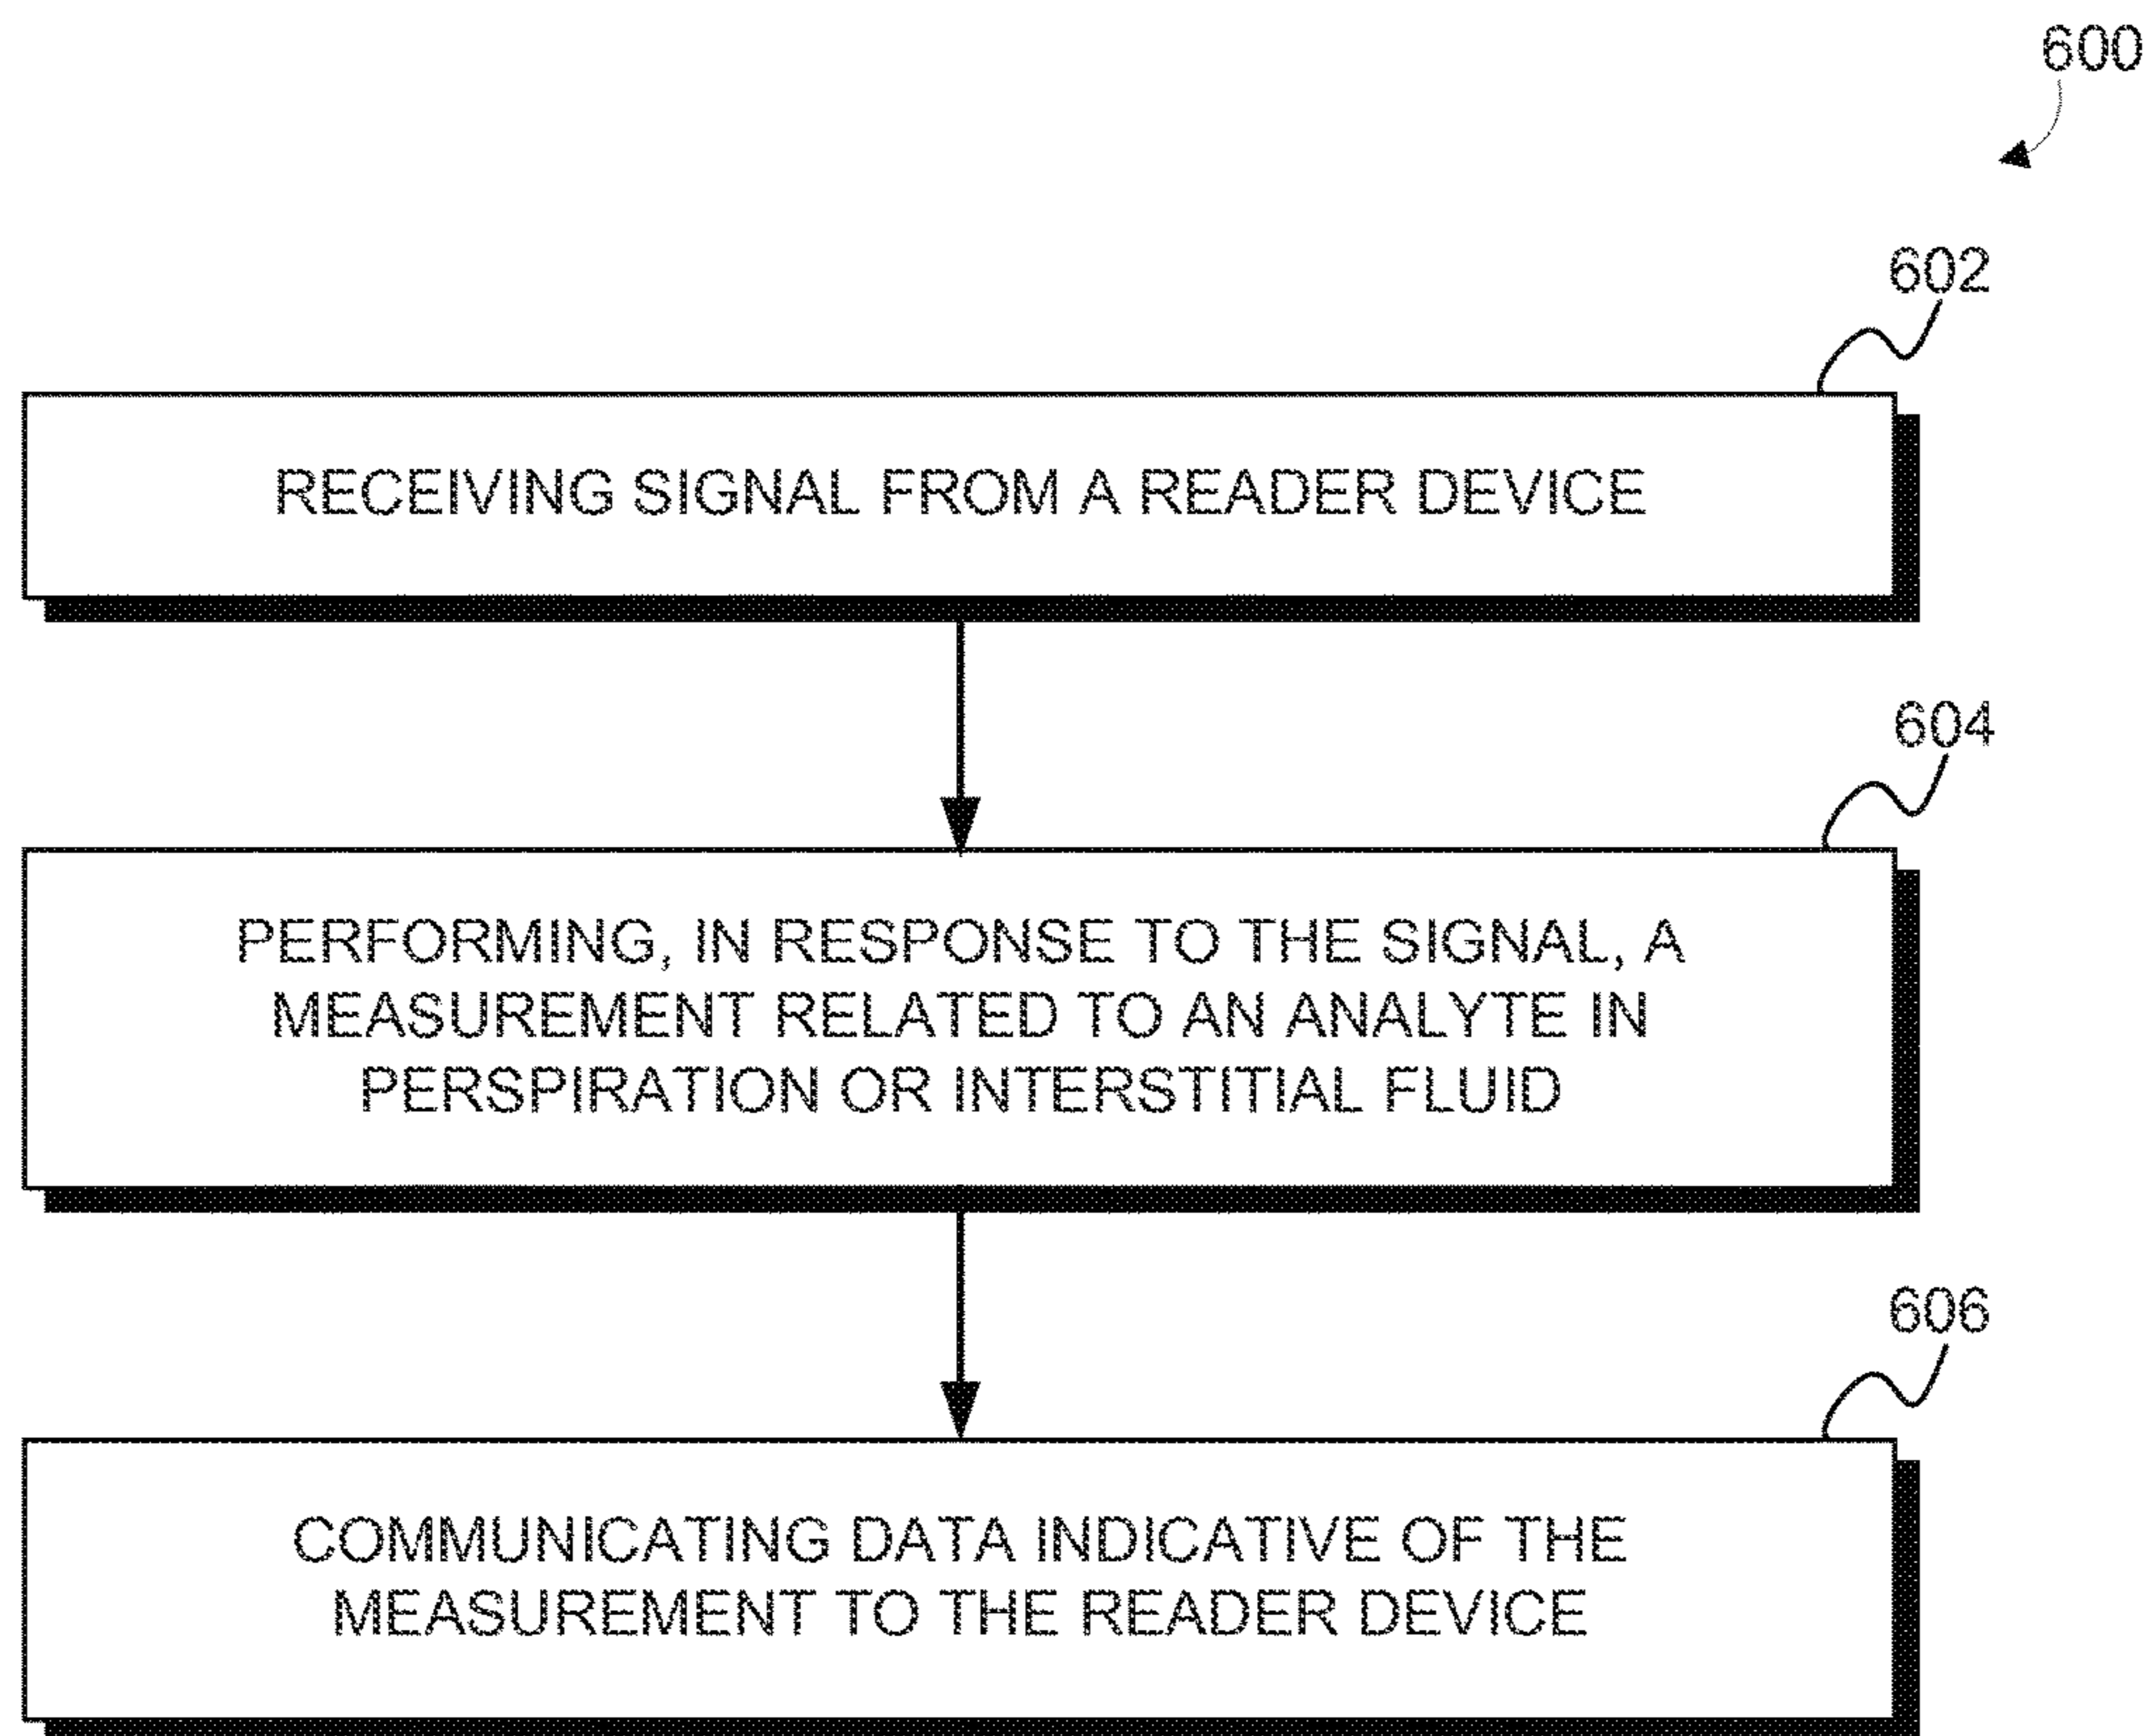 600
602
RECEIVING SIGNAL FROM A READER DEVICE
604
PERFORMING, IN RESPONSE TO THE SIGNAL, A
MEASUREMENT RELATED TO AN ANALYTE IN
PERSPIRATION OR INTERSTITIAL FLUID
606
COMMUNICATING DATA INDICATIVE OF THE
MEASUREMENT TO THE READER DEVICE